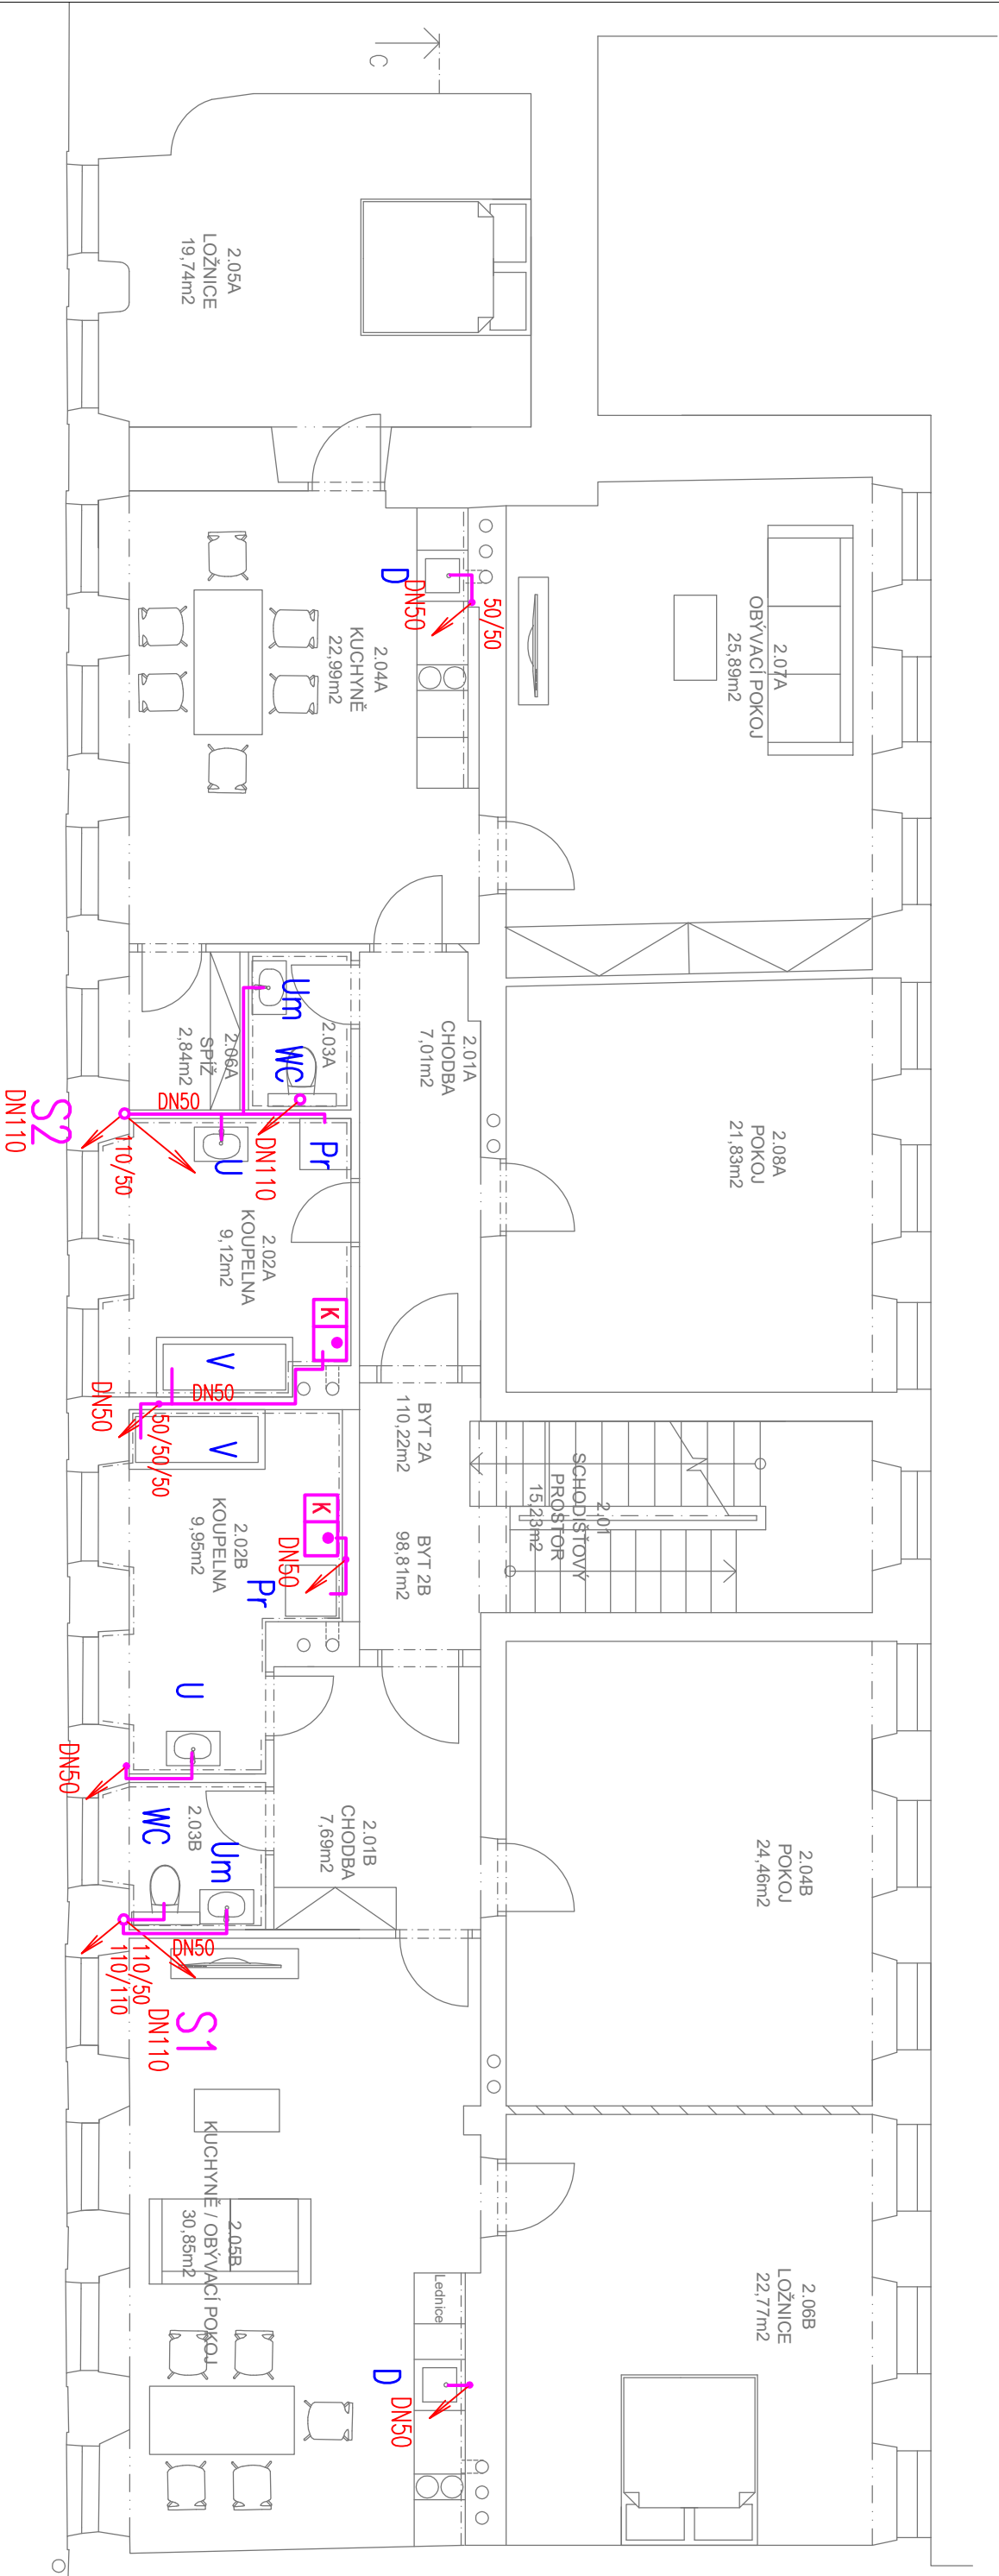 C
2.05A
LOŽNICE
19,74m2
2.07A
OBÝVACÍ POKOJ
25,89m2
D
DN50
50/50
2.04A
KUCHYNĚ
22,99m2
2.01A
CHODBA
7,01m2
2.08A
POKOJ
21,83m2
Um
WC
2.03A
2.06A
SPÍŽ
2,84m2
DN50
S2
DN110
110/50
U
DN110
Pr
2.02A
KOUPELNA
9,12m2
K
V
DN50
DN50
50/50/50
V
BYT 2A
110,22m2
BYT 2B
98,81m2
2.01
SCHODIŠŤOVÝ
PROSTOR
15,23m2
K
DN50
Pr
2.02B
KOUPELNA
9,95m2
U
DN50
WC
2.03B
Um
2.01B
CHODBA
7,69m2
2.04B
POKOJ
24,46m2
DN50
110/50
110/110
DN110
S1
2.05B
KUCHYNĚ / OBÝVACÍ POKOJ
30,85m2
Lednice
D
DN50
2.06B
LOŽNICE
22,77m2